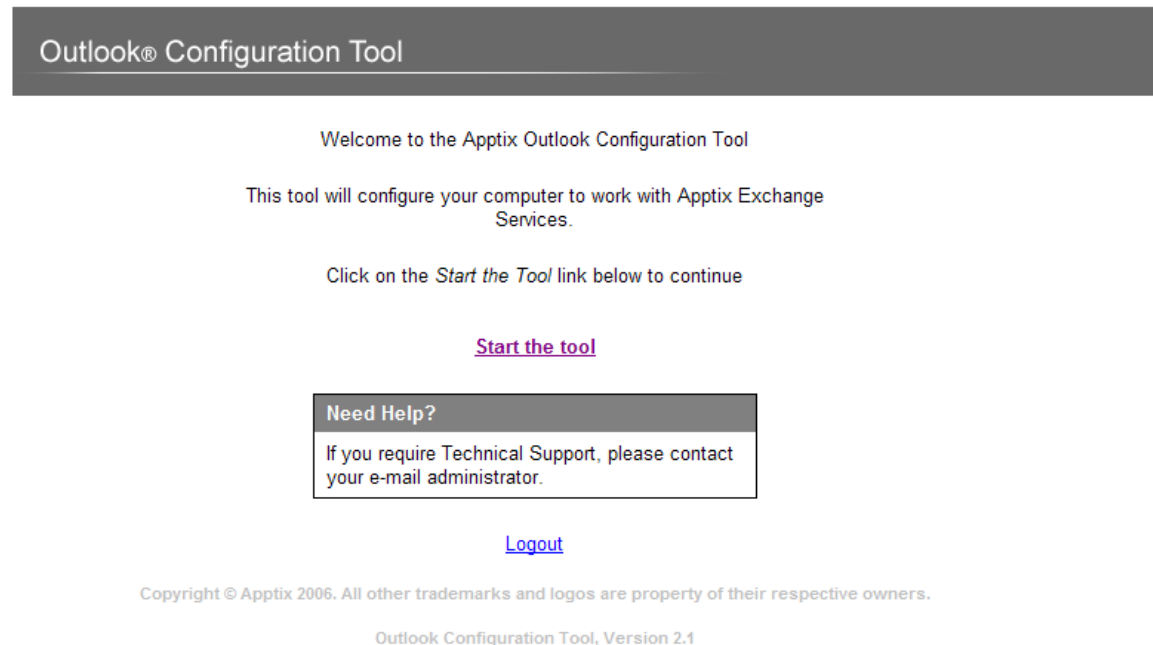 Outlook® Configuration Tool
Welcome to the Apptix Outlook Configuration Tool
This tool will configure your computer to work with Apptix Exchange
Services.
Click on the Start the Tool link below to continue
Start the tool
Need Help?
If you require Technical Support, please contact
your e-mail administrator.
Logout
Copyright © Apptix 2006. All other trademarks and logos are property of their respective owners.
Outlook Configuration Tool, Version 2.1